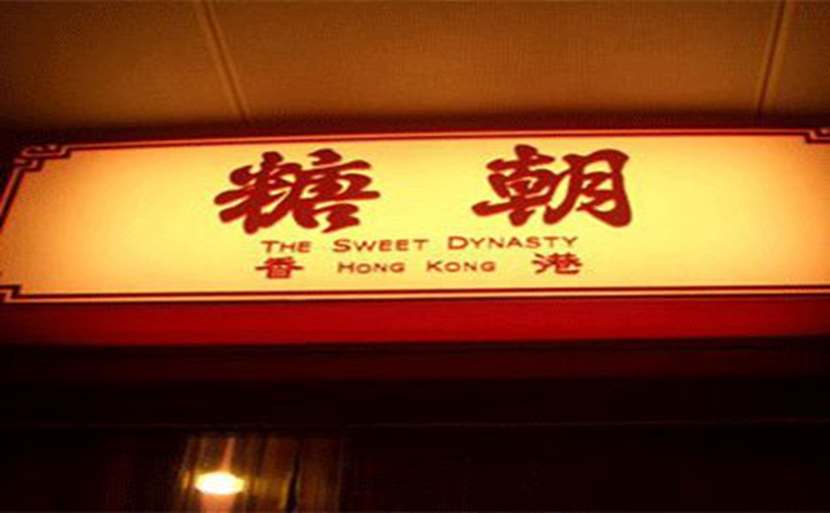 糖朝
THE SWEET DYNASTY
香 HONG KONG 港